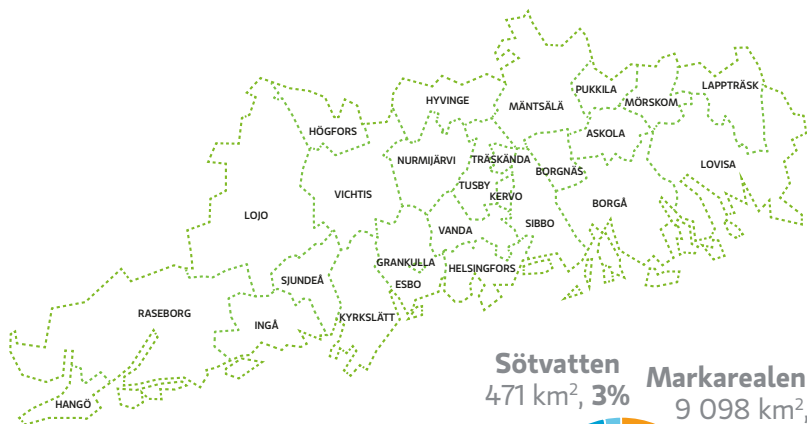 LAPPTRÄSK
PUKKILA
HYVINGE
MÄNTSÄLÄ
MÖRSKOM
HÖGFORS
ASKOLA
NURMIJÄRVI
TRÄSKÄNDA
LOVISA
BORGNÄS
TUSBY
VICHTIS
KERVO
BORGÅ
LOJO
SIBBO
VANDA
GRANKULLA
HELSINGFORS
SJUNDEÅ
ESBO
RASEBORG
KYRKSLÄTT
INGÅ
HANGÖ
Sötvatten
471 km², 3%
Markarealen
9 098 km²,